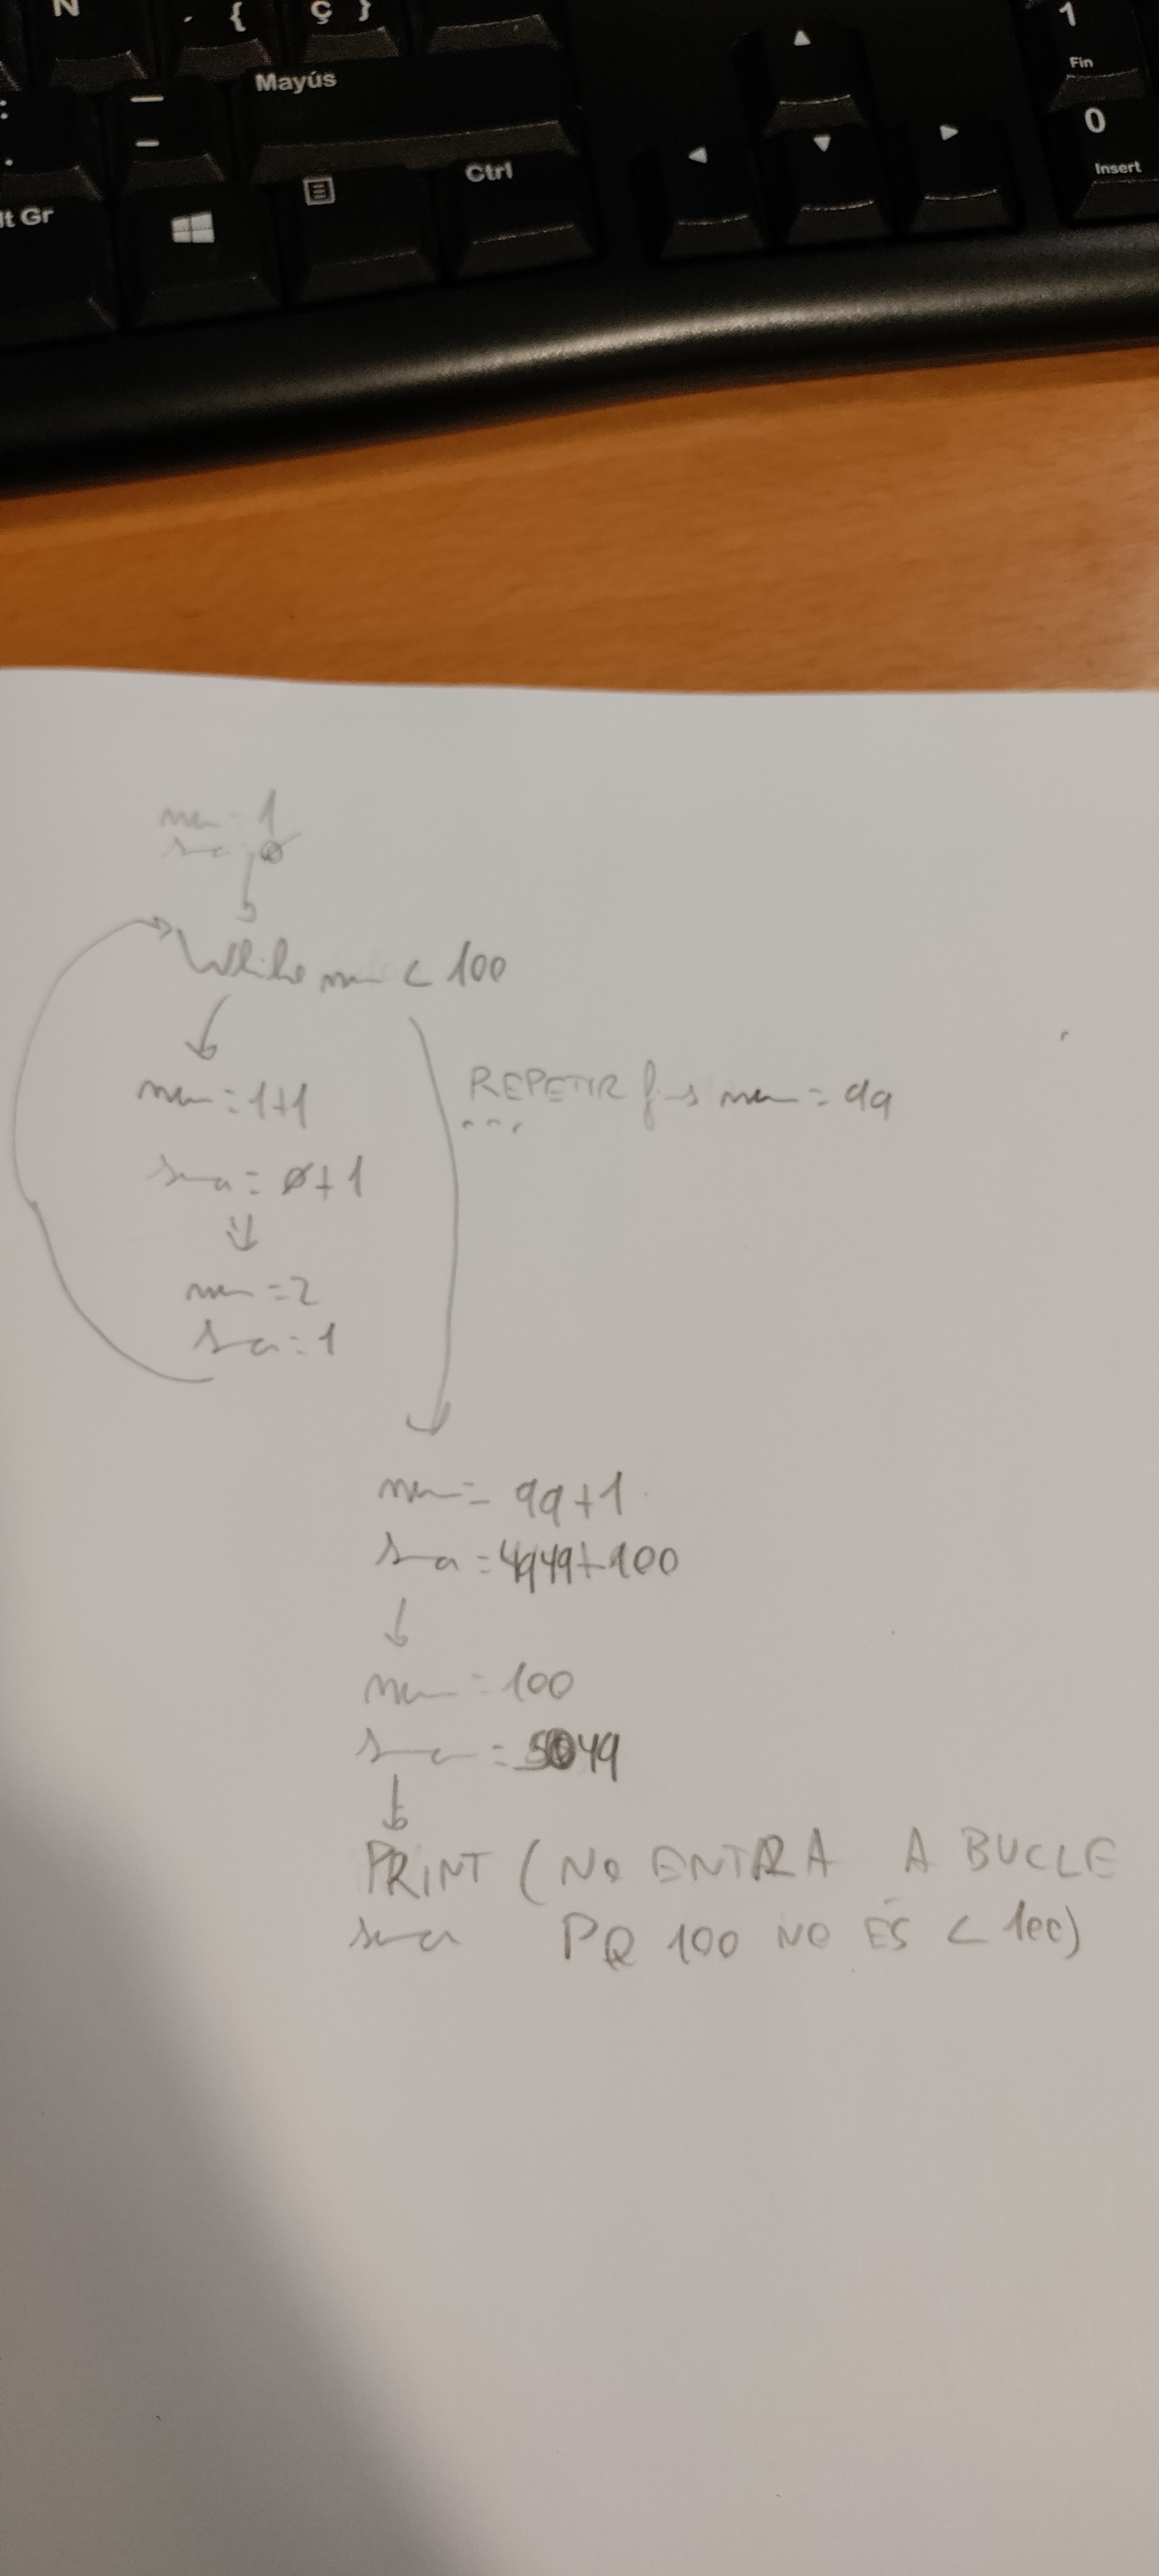 N
{
Ç }
1
Fin
Mayús
:
.
0
Insert
Ctrl
lt Gr
num = 1
suma = 0
While num < 100
num = 1+1
REPETIR fins num = 99
...
suma = 0+1
num = 2
suma = 1
num = 99+1
suma = 4949+100
num = 100
suma = 5049
PRINT (NO ENTRA A BUCLE
suma PQ 100 NO ES < 100)